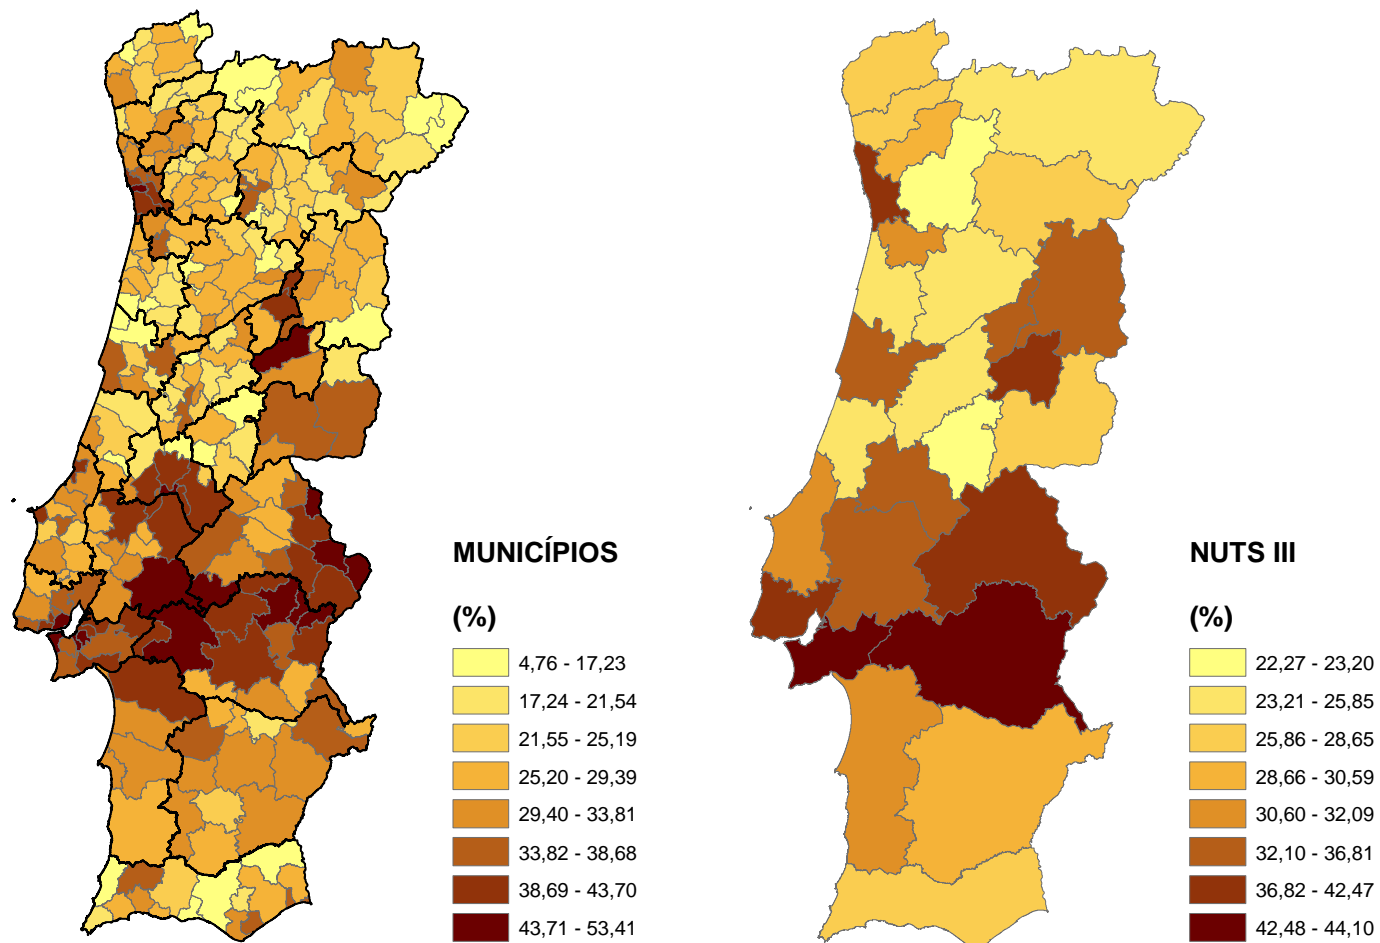 MUNICÍPIOS
(%)
4,76 - 17,23
17,24 - 21,54
21,55 - 25,19
25,20 - 29,39
29,40 - 33,81
33,82 - 38,68
38,69 - 43,70
43,71 - 53,41
NUTS III
(%)
22,27 - 23,20
23,21 - 25,85
25,86 - 28,65
28,66 - 30,59
30,60 - 32,09
32,10 - 36,81
36,82 - 42,47
42,48 - 44,10